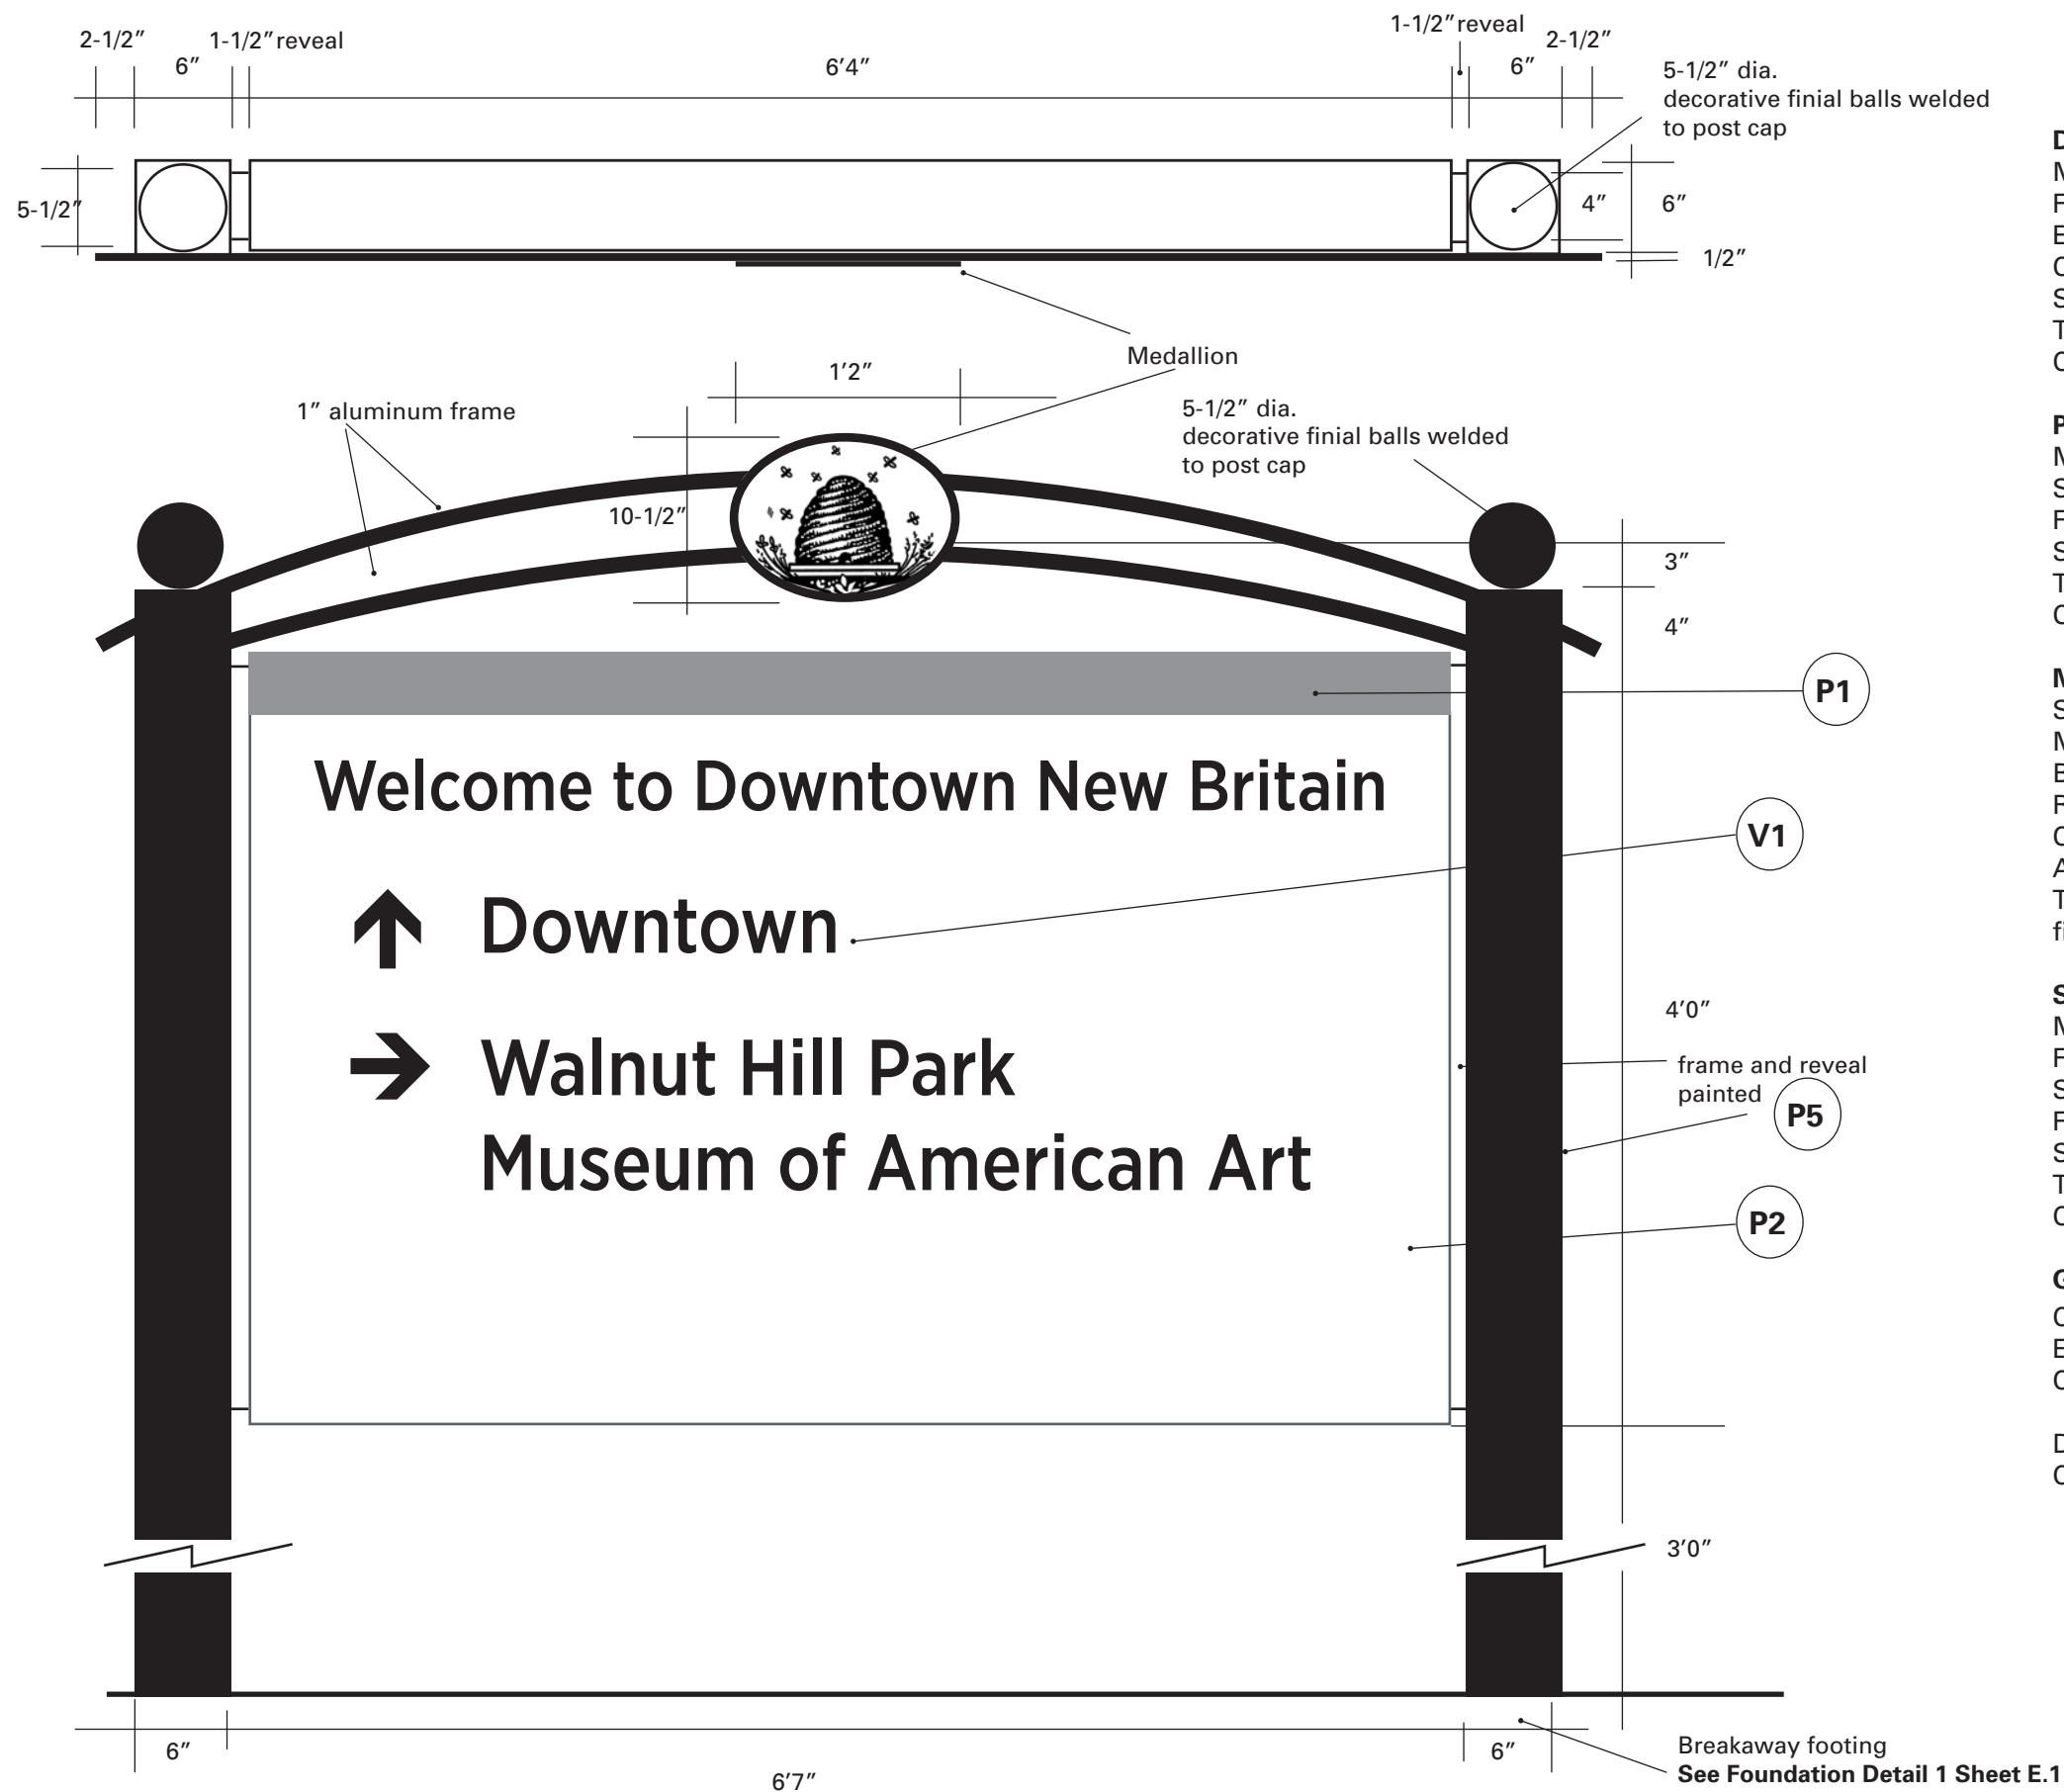 2-1/2”
1-1/2” reveal
6”
6’4”
1-1/2” reveal
2-1/2”
6”
5-1/2” dia.
decorative finial balls welded
to post cap
5-1/2”
4”
6”
1/2”
Medallion
1’2”
1” aluminum frame
5-1/2” dia.
decorative finial balls welded
to post cap
10-1/2”
3”
4”
P1
Welcome to Downtown New Britain
V1
Downtown
4’0”
Walnut Hill Park
frame and reveal
painted
P5
Museum of American Art
P2
3’0”
6”
6”
6’7”
Breakaway footing
See Foundation Detail 1 Sheet E.1